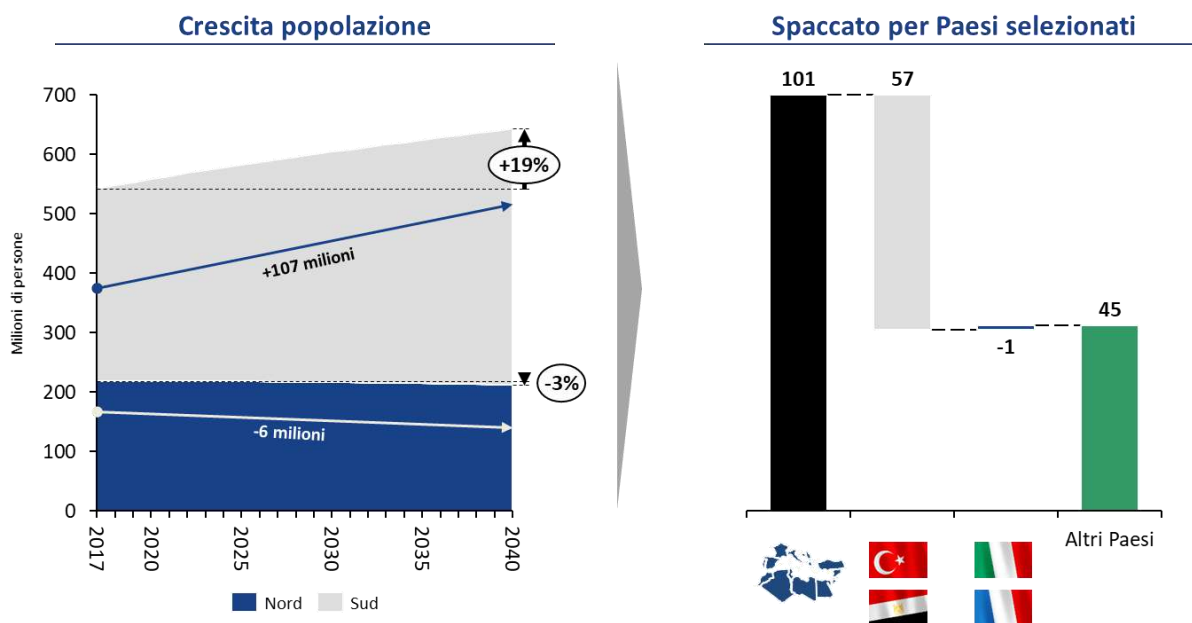 Crescita popolazione
Milioni di persone
700
600
500
400
300
200
100
0
+19%
+107 milioni
-3%
-6 milioni
2017
2020
2025
2030
2035
2040
Nord
Sud
Spaccato per Paesi selezionati
101
57
-1
45
Altri Paesi